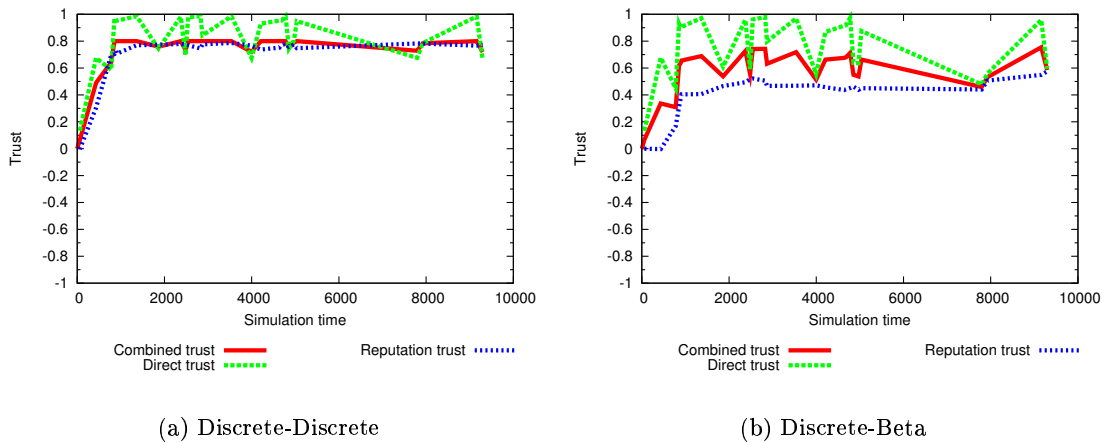 1
0.8
0.6
0.4
0.2
0
-0.2
-0.4
-0.6
-0.8
-1
Trust
0 2000 4000 6000 8000 10000
Simulation time
Combined trust
Direct trust
Reputation trust
(a) Discrete-Discrete
1
0.8
0.6
0.4
0.2
0
-0.2
-0.4
-0.6
-0.8
-1
Trust
0 2000 4000 6000 8000 10000
Simulation time
Combined trust
Direct trust
Reputation trust
(b) Discrete-Beta